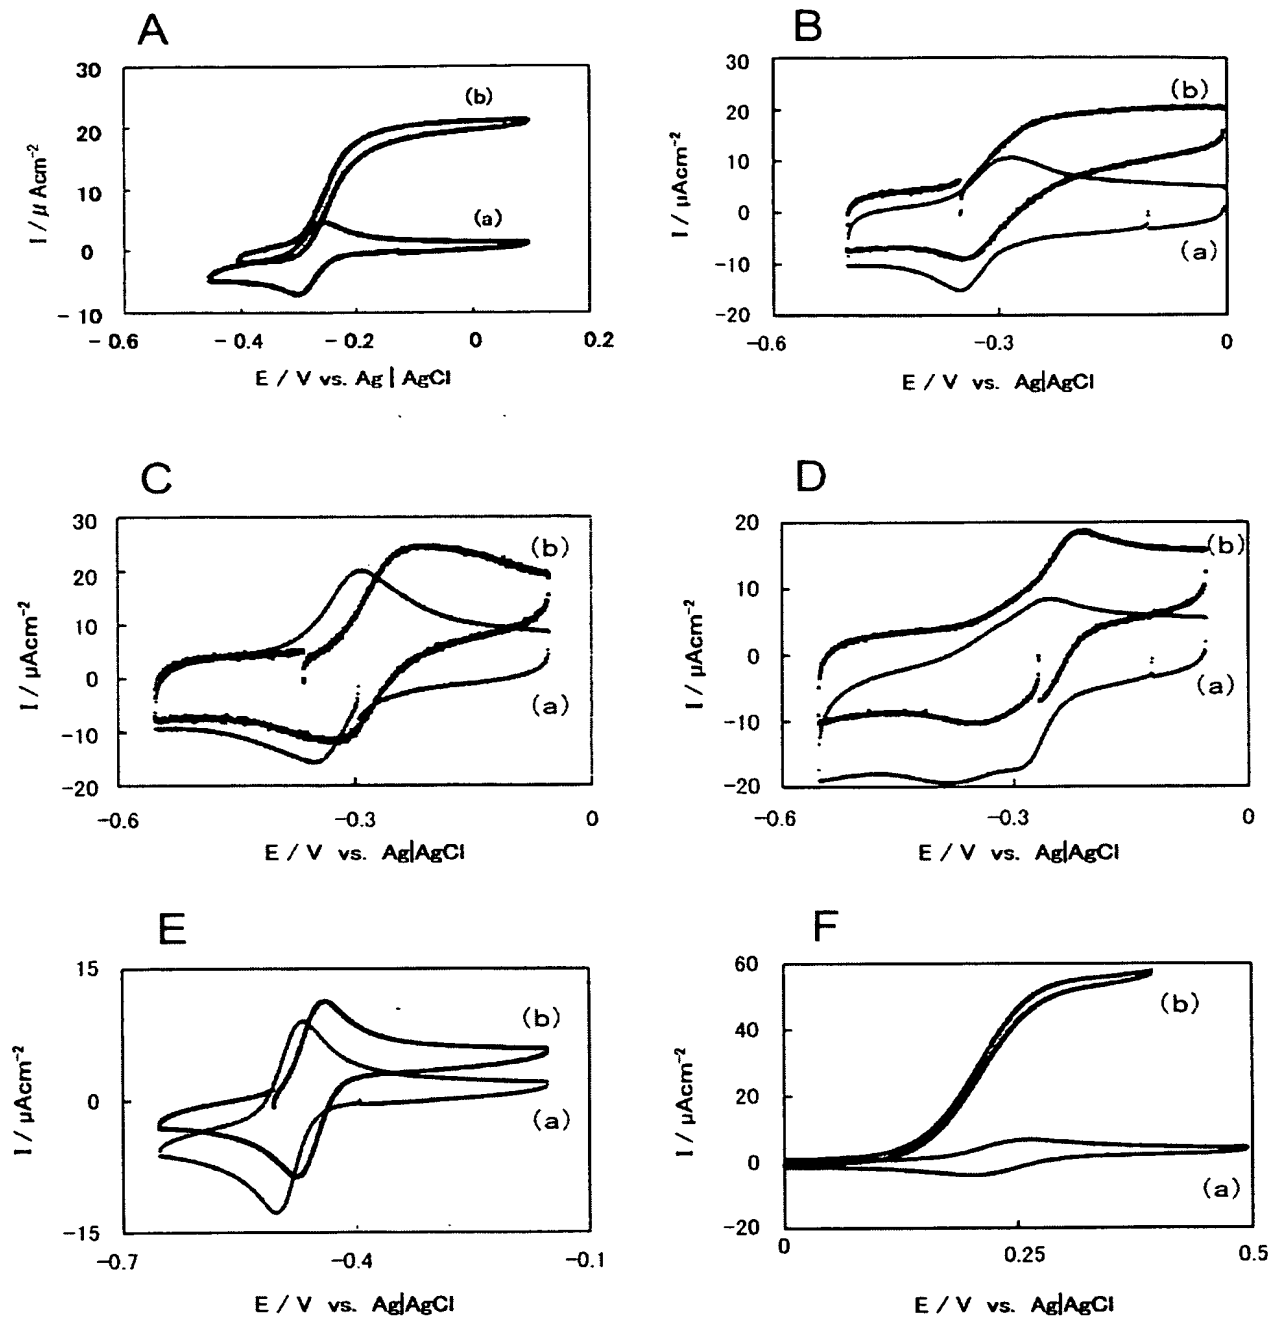 A
30
20
10
0
- 10
I / μ Acm⁻²
(b)
(a)
- 0.6
- 0.4
- 0.2
0
0.2
E / V vs. Ag | AgCl
B
30
20
10
0
-10
-20
I / μAcm⁻²
(b)
(a)
-0.6
-0.3
0
E / V vs. Ag|AgCl
C
30
20
10
0
-10
-20
I / μAcm⁻²
(b)
(a)
-0.6
-0.3
0
E / V vs. Ag|AgCl
D
20
10
0
-10
-20
I / μAcm⁻²
(b)
(a)
-0.6
-0.3
0
E / V vs. Ag|AgCl
E
15
0
-15
I / μAcm⁻²
(b)
(a)
-0.7
-0.4
-0.1
E / V vs. Ag|AgCl
F
60
40
20
0
-20
I / μAcm⁻²
(b)
(a)
0
0.25
0.5
E / V vs. Ag|AgCl